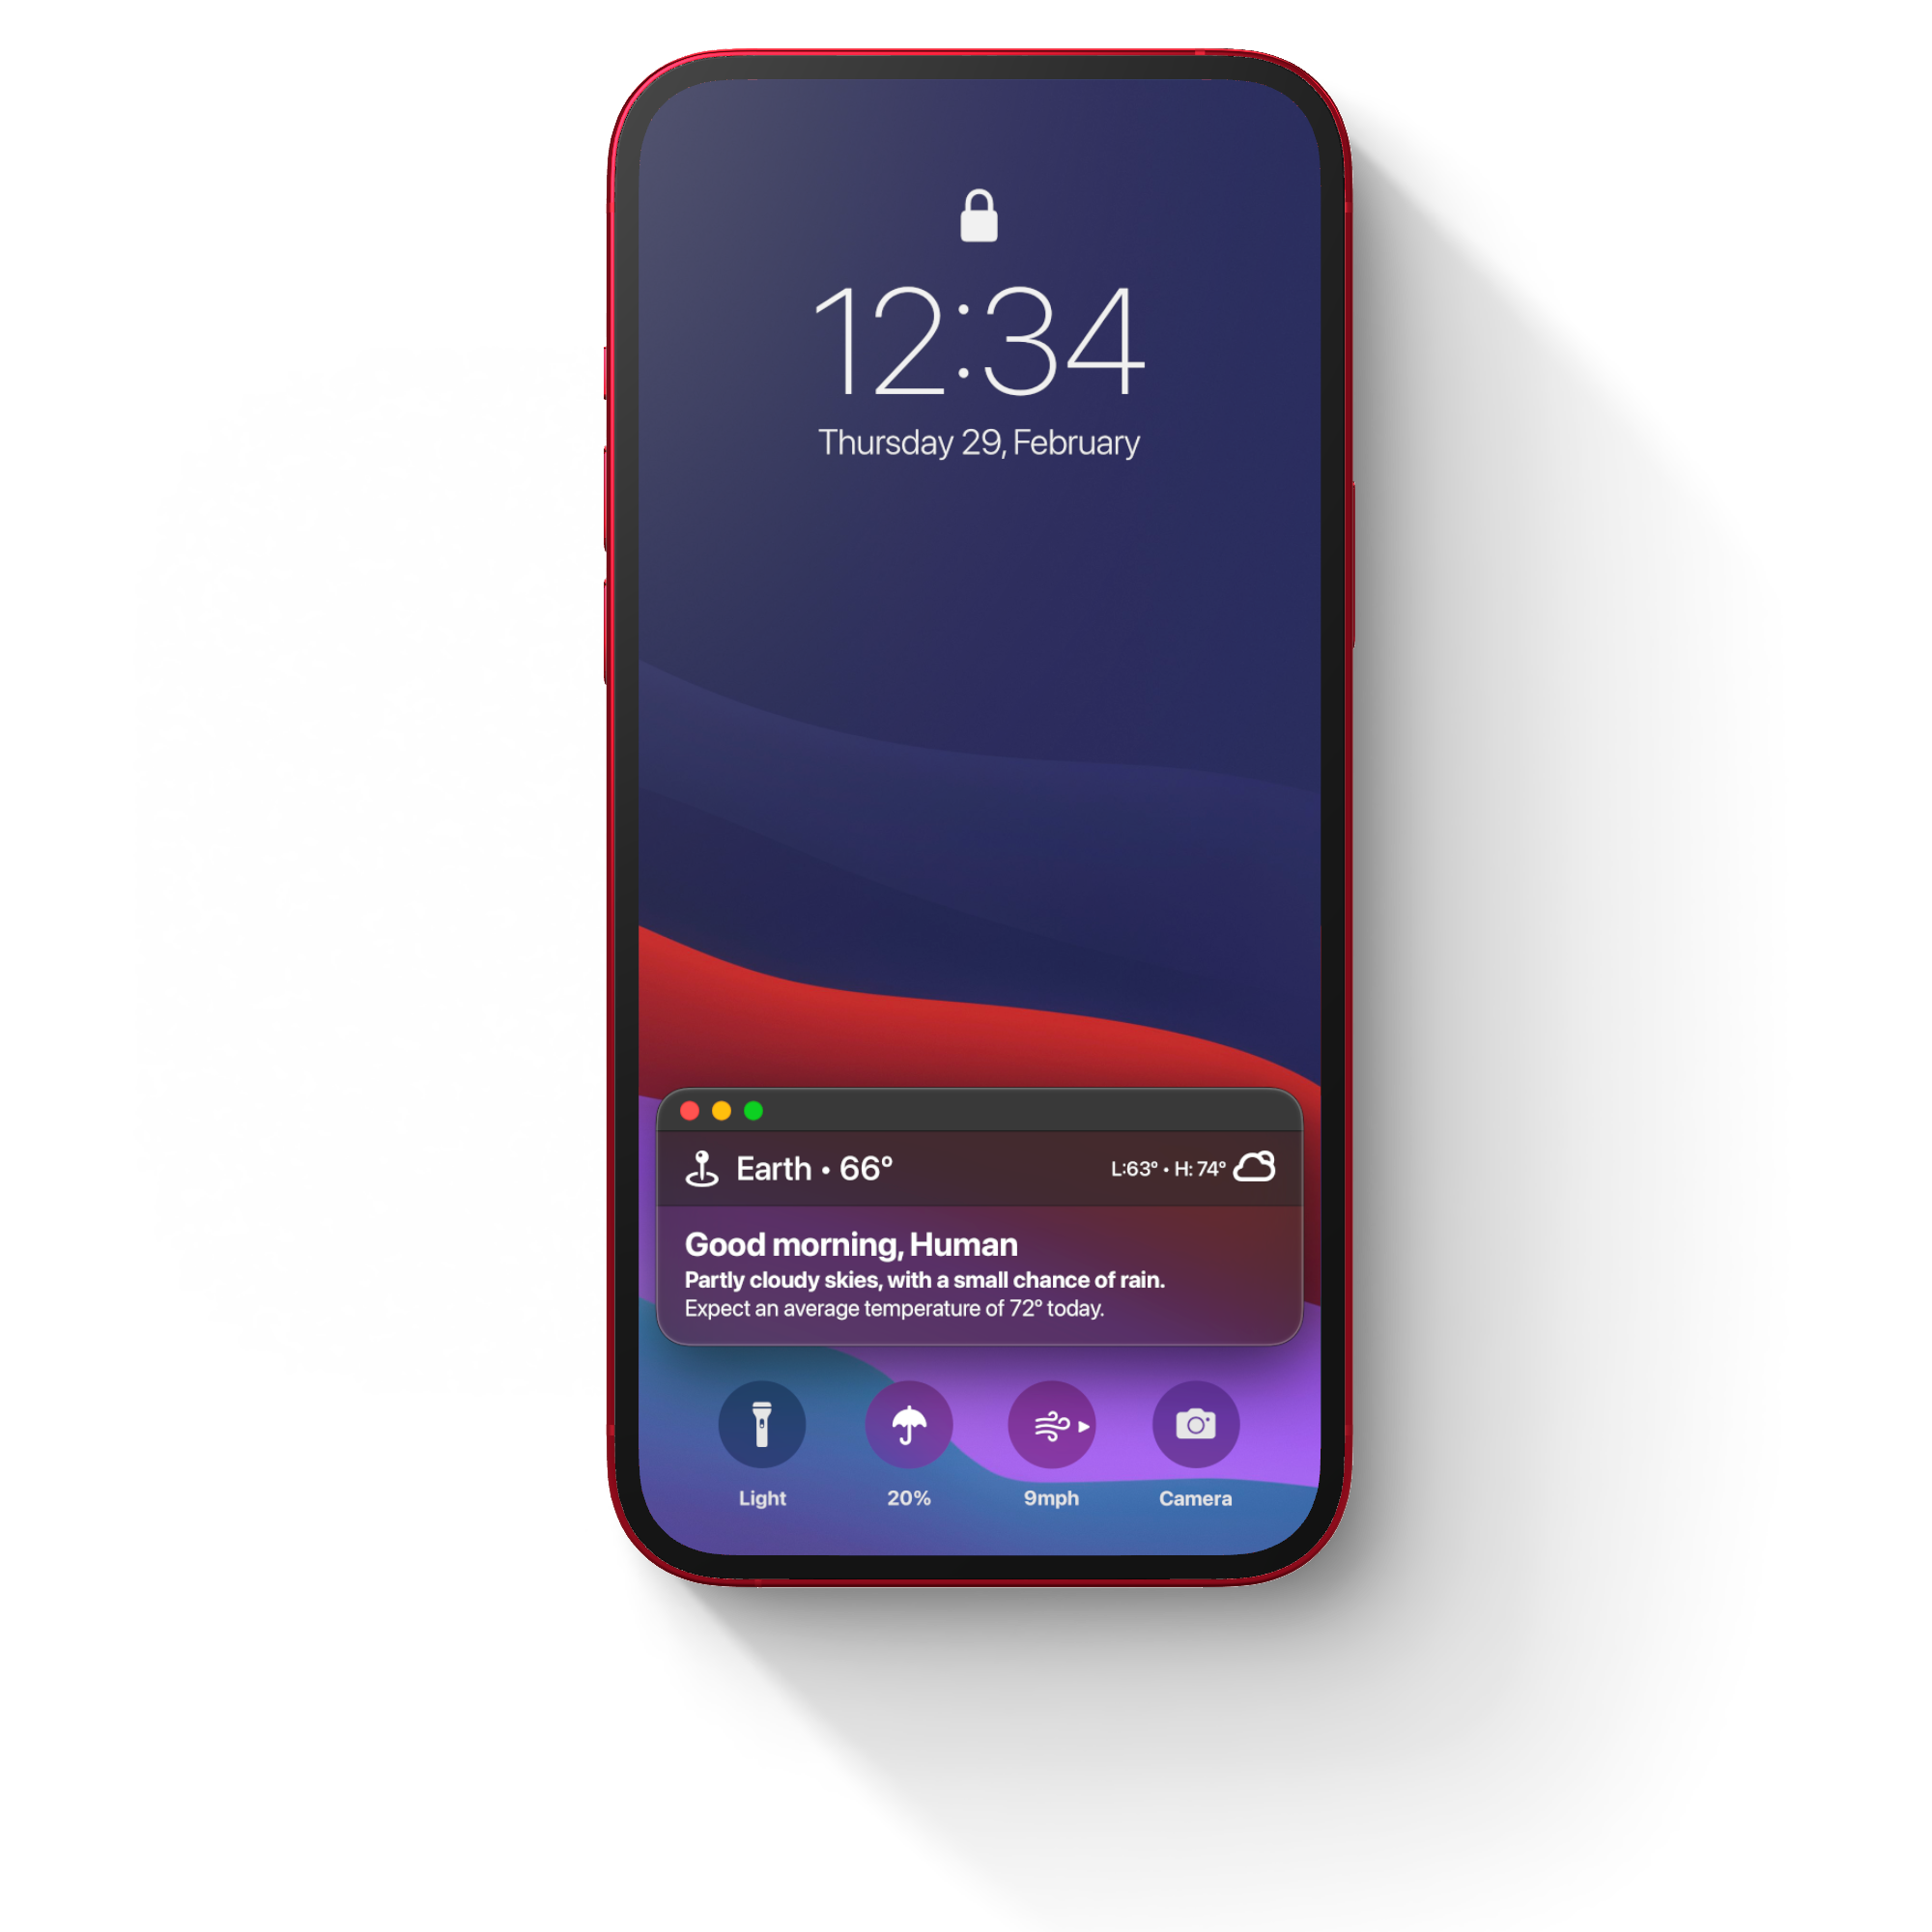 12:34
Thursday 29, February
Earth • 66° L:63° • H: 74°
Good morning, Human
Partly cloudy skies, with a small chance of rain.
Expect an average temperature of 72° today.
Light 20% 9mph Camera